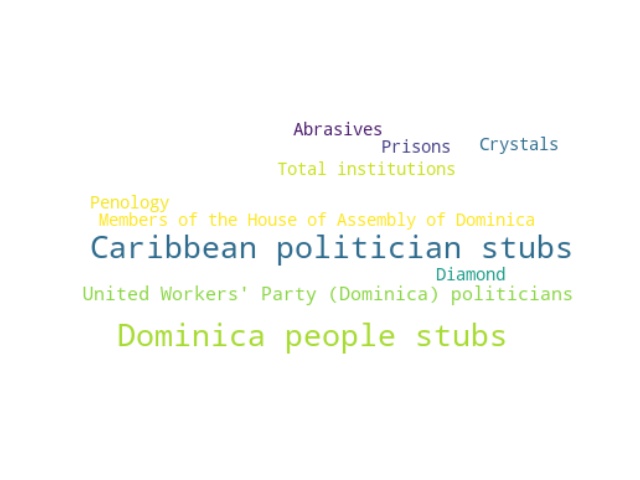 Abrasives
Prisons
Crystals
Total institutions
Penology
Members of the House of Assembly of Dominica
Caribbean politician stubs
Diamond
United Workers' Party (Dominica) politicians
Dominica people stubs